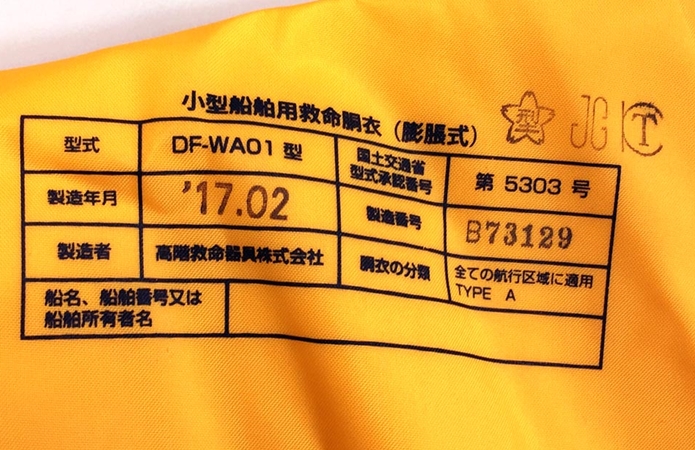 小型船舶用救命胴衣（膨脹式） 型 JCI T
型式 DF-WA01 型 国土交通省型式承認番号 第 5303 号
製造年月 '17.02 製造番号 B73129
製造者 高階救命器具株式会社 胴衣の分類 全ての航行区域に適用
TYPE A
船名、船舶番号又は
船舶所有者名